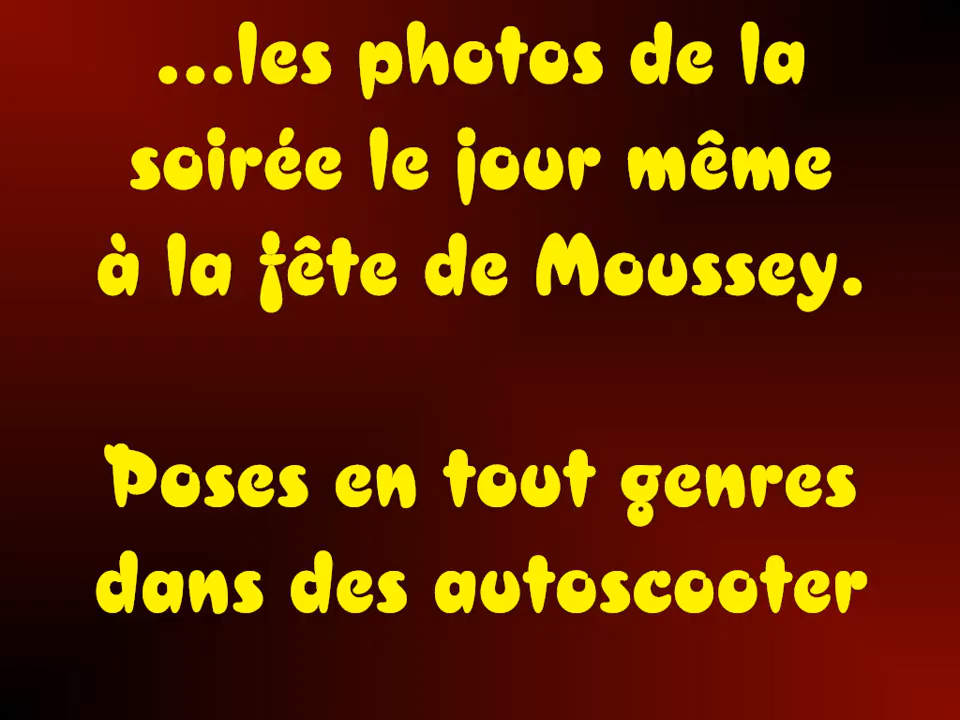 ...les photos de la
soirée le jour même
à la fête de Moussey.
Poses en tout genres
dans des autoscooter